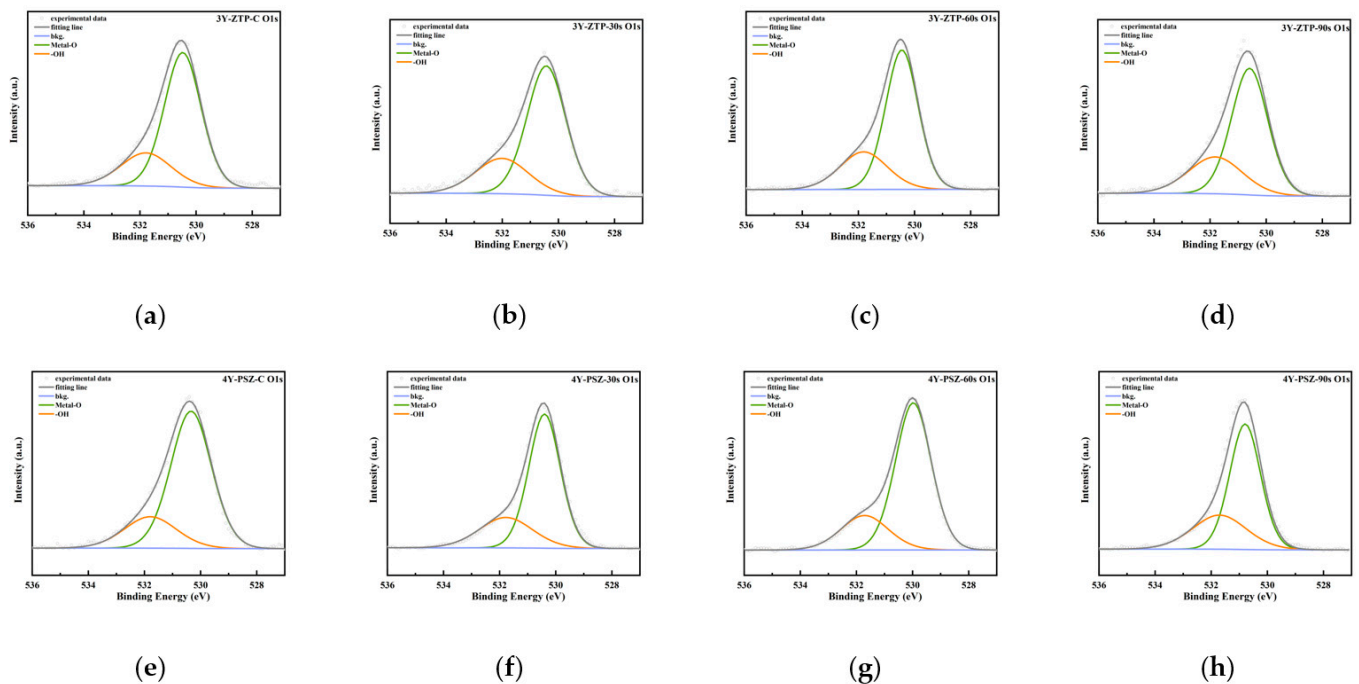 3Y-ZTP-C O1s
experimental data
fitting line
bkg.
Metal-O
-OH
Intensity (a.u.)
536 534 532 530 528
Binding Energy (eV)
(a)
3Y-ZTP-30s O1s
experimental data
fitting line
bkg.
Metal-O
-OH
Intensity (a.u.)
536 534 532 530 528
Binding Energy (eV)
(b)
3Y-ZTP-60s O1s
experimental data
fitting line
bkg.
Metal-O
-OH
Intensity (a.u.)
536 534 532 530 528
Binding Energy (eV)
(c)
3Y-ZTP-90s O1s
experimental data
fitting line
bkg.
Metal-O
-OH
Intensity (a.u.)
536 534 532 530 528
Binding Energy (eV)
(d)
4Y-PSZ-C O1s
experimental data
fitting line
bkg.
Metal-O
-OH
Intensity (a.u.)
536 534 532 530 528
Binding Energy (eV)
(e)
4Y-PSZ-30s O1s
experimental data
fitting line
bkg.
Metal-O
-OH
Intensity (a.u.)
536 534 532 530 528
Binding Energy (eV)
(f)
4Y-PSZ-60s O1s
experimental data
fitting line
bkg.
Metal-O
-OH
Intensity (a.u.)
536 534 532 530 528
Binding Energy (eV)
(g)
4Y-PSZ-90s O1s
experimental data
fitting line
bkg.
Metal-O
-OH
Intensity (a.u.)
536 534 532 530 528
Binding Energy (eV)
(h)